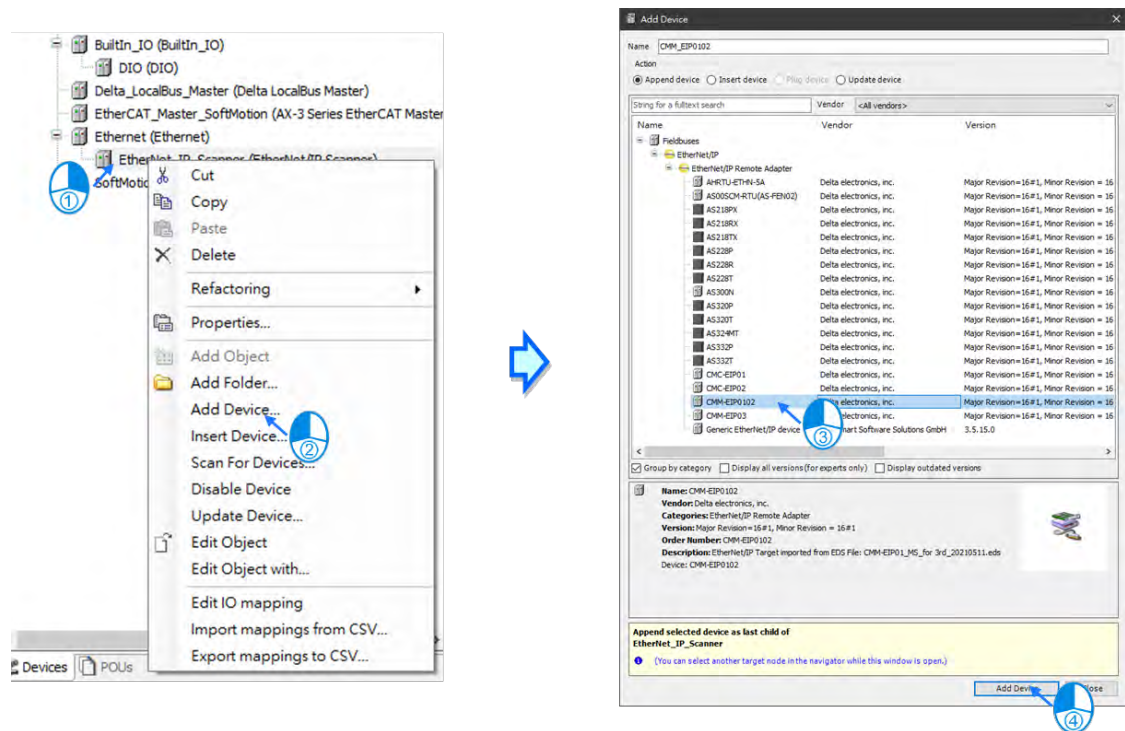 BuiltIn_IO (BuiltIn_IO)
DIO (DIO)
Delta_LocalBus_Master (Delta LocalBus Master)
EtherCAT_Master_SoftMotion (AX-3 Series EtherCAT Master
Ethernet (Ethernet)
EtherNet_IP_Scanner (EtherNet/IP Scanner)
SoftMotio
①
Cut
Copy
Paste
Delete
Refactoring
Properties...
Add Object
Add Folder...
Add Device...
②
Insert Device...
Scan For Devices...
Disable Device
Update Device...
Edit Object
Edit Object with...
Edit IO mapping
Import mappings from CSV...
Export mappings to CSV...
Devices POUs
Add Device
Name CMM_EIP0102
Action
Append device Insert device Plug device Update device
String for a fulltext search Vendor <All vendors>
Name Vendor Version
Fieldbuses
EtherNet/IP
EtherNet/IP Remote Adapter
AHRTU-ETHN-5A Delta electronics, inc. Major Revision=16#1, Minor Revision = 16
AS00SCM-RTU(AS-FEN02) Delta electronics, inc. Major Revision=16#1, Minor Revision = 16
AS218PX Delta electronics, inc. Major Revision=16#1, Minor Revision = 16
AS218RX Delta electronics, inc. Major Revision=16#1, Minor Revision = 16
AS218TX Delta electronics, inc. Major Revision=16#1, Minor Revision = 16
AS228P Delta electronics, inc. Major Revision=16#1, Minor Revision = 16
AS228R Delta electronics, inc. Major Revision=16#1, Minor Revision = 16
AS228T Delta electronics, inc. Major Revision=16#1, Minor Revision = 16
AS300N Delta electronics, inc. Major Revision=16#1, Minor Revision = 16
AS320P Delta electronics, inc. Major Revision=16#1, Minor Revision = 16
AS320T Delta electronics, inc. Major Revision=16#1, Minor Revision = 16
AS324MT Delta electronics, inc. Major Revision=16#1, Minor Revision = 16
AS332P Delta electronics, inc. Major Revision=16#1, Minor Revision = 16
AS332T Delta electronics, inc. Major Revision=16#1, Minor Revision = 16
CMC-EIP01 Delta electronics, inc. Major Revision=16#1, Minor Revision = 16
CMC-EIP02 Delta electronics, inc. Major Revision=16#1, Minor Revision = 16
CMM-EIP0102 electronics, inc. Major Revision=16#1, Minor Revision = 16
③
CMM-EIP03 electronics, inc. Major Revision=16#1, Minor Revision = 16
Generic EtherNet/IP device mart Software Solutions GmbH 3.5.15.0
Group by category Display all versions(for experts only) Display outdated versions
Name: CMM-EIP0102
Vendor: Delta electronics, inc.
Categories: EtherNet/IP Remote Adapter
Version: Major Revision=16#1, Minor Revision = 16#1
Order Number: CMM-EIP0102
Description: EtherNet/IP Target imported from EDS File: CMM-EIP01_MS_for 3rd_20210511.eds
Device: CMM-EIP0102
Append selected device as last child of
EtherNet_IP_Scanner
(You can select another target node in the navigator while this window is open.)
Add Devi ose
④